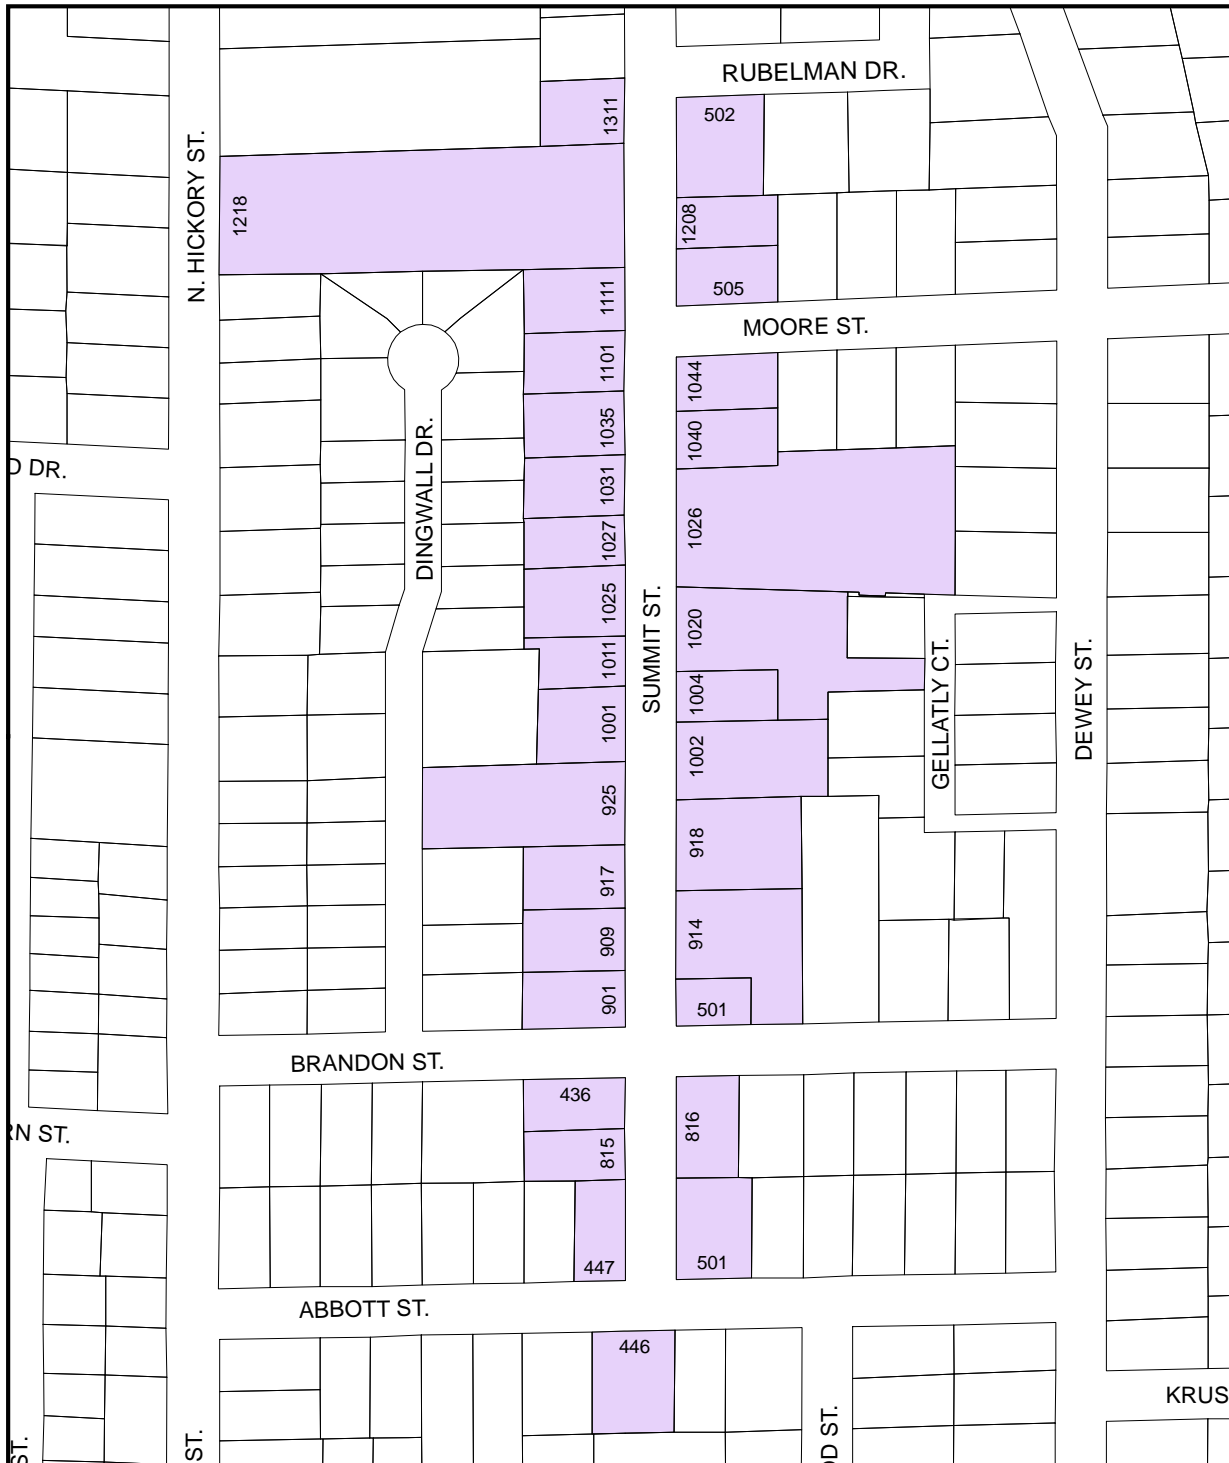 RUBELMAN DR.
1311
502
N. HICKORY ST.
1218
1208
505
1111
MOORE ST.
1101
1044
1035
1040
DINGWALL DR.
DR.
1031
1026
1027
1025
1020
SUMMIT ST.
1011
1004
GELLATLY CT.
DEWEY ST.
1001
1002
925
918
917
914
909
901
501
BRANDON ST.
436
816
815
RN ST.
447
501
ABBOTT ST.
446
KRUS
ST.
ST.
ST.